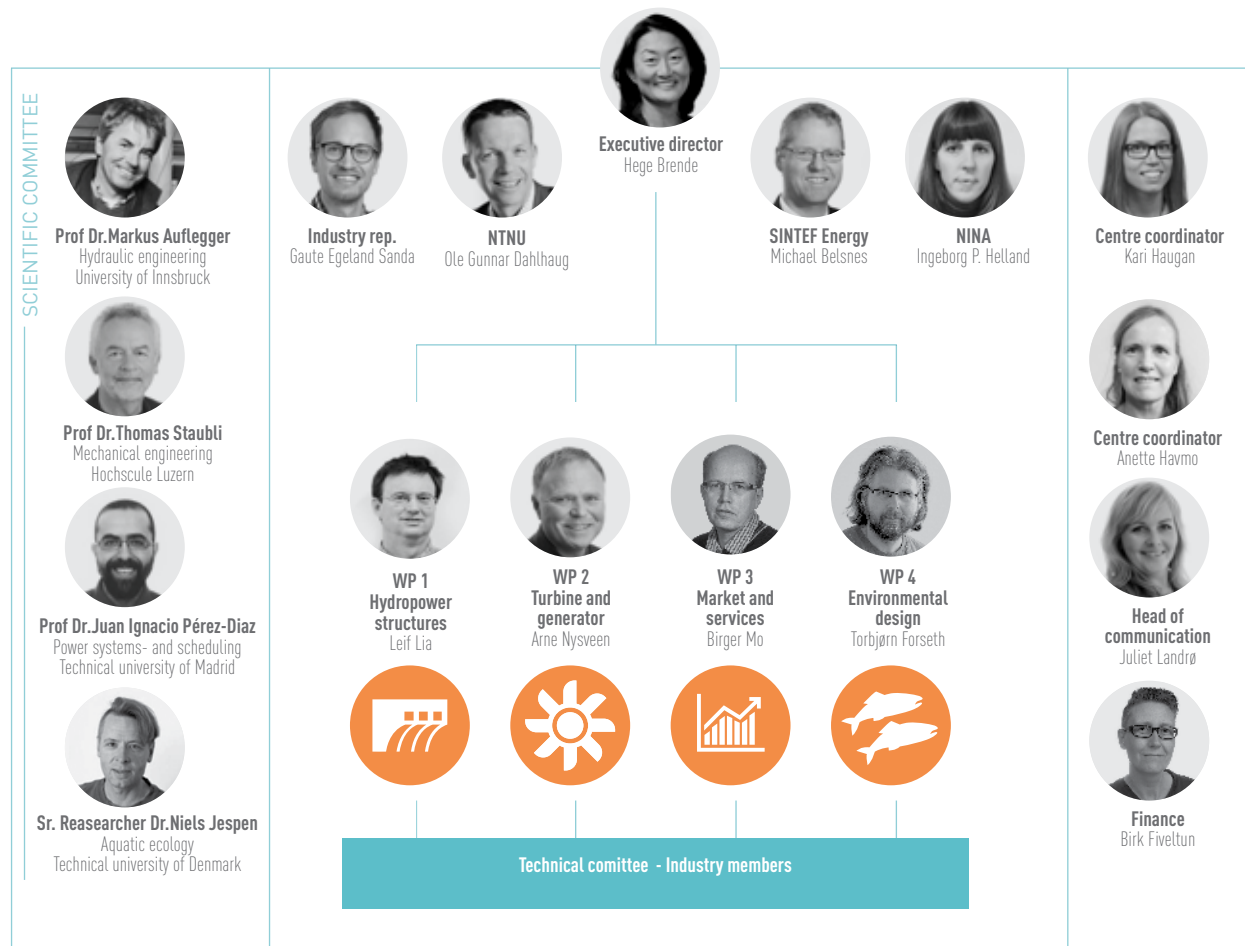 SCIENTIFIC COMMITTEE
Prof Dr.Markus Auflegger
Hydraulic engineering
University of Innsbruck
Prof Dr.Thomas Staubli
Mechanical engineering
Hochscule Luzern
Prof Dr.Juan Ignacio Pérez-Diaz
Power systems- and scheduling
Technical university of Madrid
Sr. Reasearcher Dr.Niels Jespen
Aquatic ecology
Technical university of Denmark
Executive director
Hege Brende
Industry rep.
Gaute Egeland Sanda
NTNU
Ole Gunnar Dahlhaug
SINTEF Energy
Michael Belsnes
NINA
Ingeborg P. Helland
WP 1
Hydropower
structures
Leif Lia
WP 2
Turbine and
generator
Arne Nysveen
WP 3
Market and
services
Birger Mo
WP 4
Environmental
design
Torbjørn Forseth
Technical comittee - Industry members
Centre coordinator
Kari Haugan
Centre coordinator
Anette Havmo
Head of
communication
Juliet Landrø
Finance
Birk Fiveltun